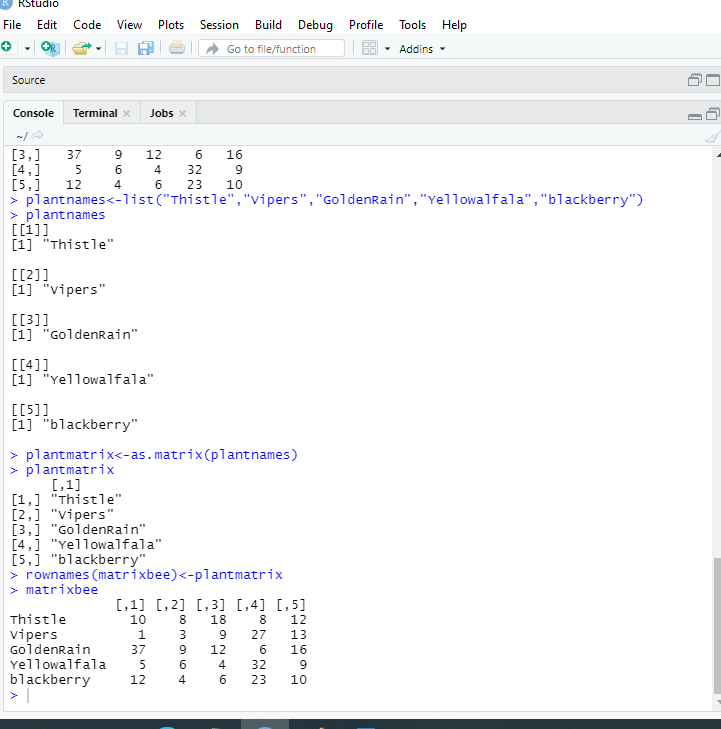 RStudio
File Edit Code View Plots Session Build Debug Profile Tools Help
Go to file/function Addins
Source
Console Terminal Jobs
~/
[3,] 37 9 12 6 16
[4,] 5 6 4 32 9
[5,] 12 4 6 23 10
> plantnames<-list("Thistle","Vipers","GoldenRain","Yellowalfala","blackberry")
> plantnames
[[1]]
[1] "Thistle"
[[2]]
[1] "Vipers"
[[3]]
[1] "GoldenRain"
[[4]]
[1] "Yellowalfala"
[[5]]
[1] "blackberry"
> plantmatrix<-as.matrix(plantnames)
> plantmatrix
[,1]
[1,] "Thistle"
[2,] "Vipers"
[3,] "GoldenRain"
[4,] "Yellowalfala"
[5,] "blackberry"
> rownames(matrixbee)<-plantmatrix
> matrixbee
[,1] [,2] [,3] [,4] [,5]
Thistle 10 8 18 8 12
Vipers 1 3 9 27 13
GoldenRain 37 9 12 6 16
Yellowalfala 5 6 4 32 9
blackberry 12 4 6 23 10
>